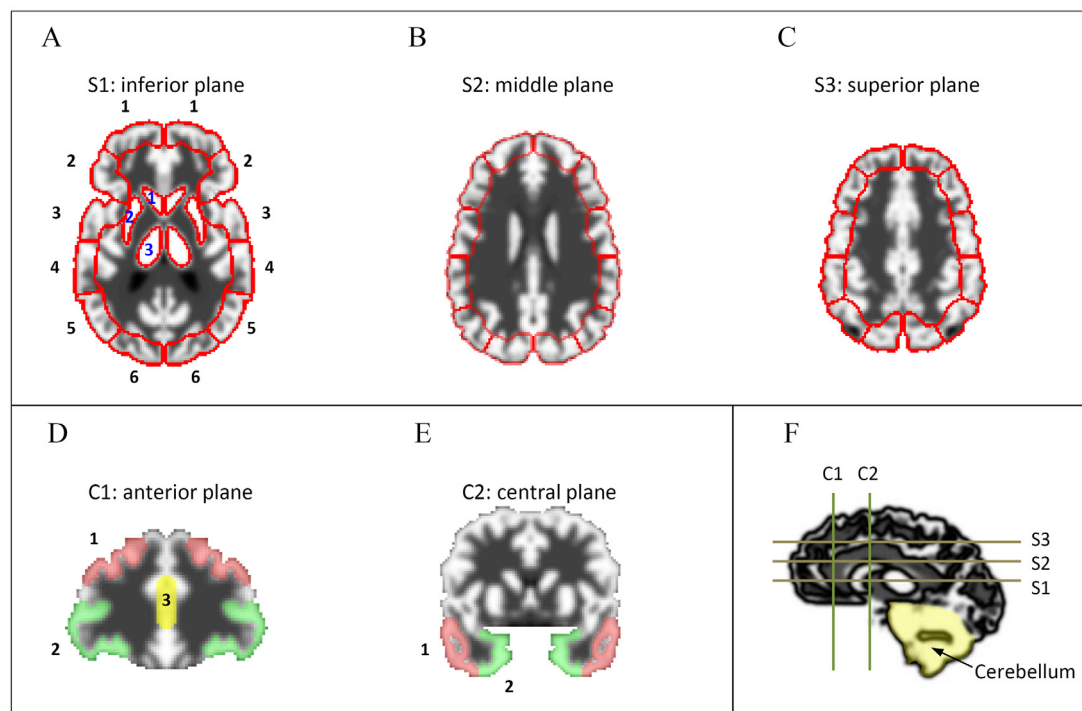 A
B
C
S1: inferior plane
S2: middle plane
S3: superior plane
1 1
2 2
1
3 3
2
3
4 4
5 5
6 6
D
E
F
C1: anterior plane
C2: central plane
C1 C2
1
3
2
1
2
S3
S2
S1
Cerebellum